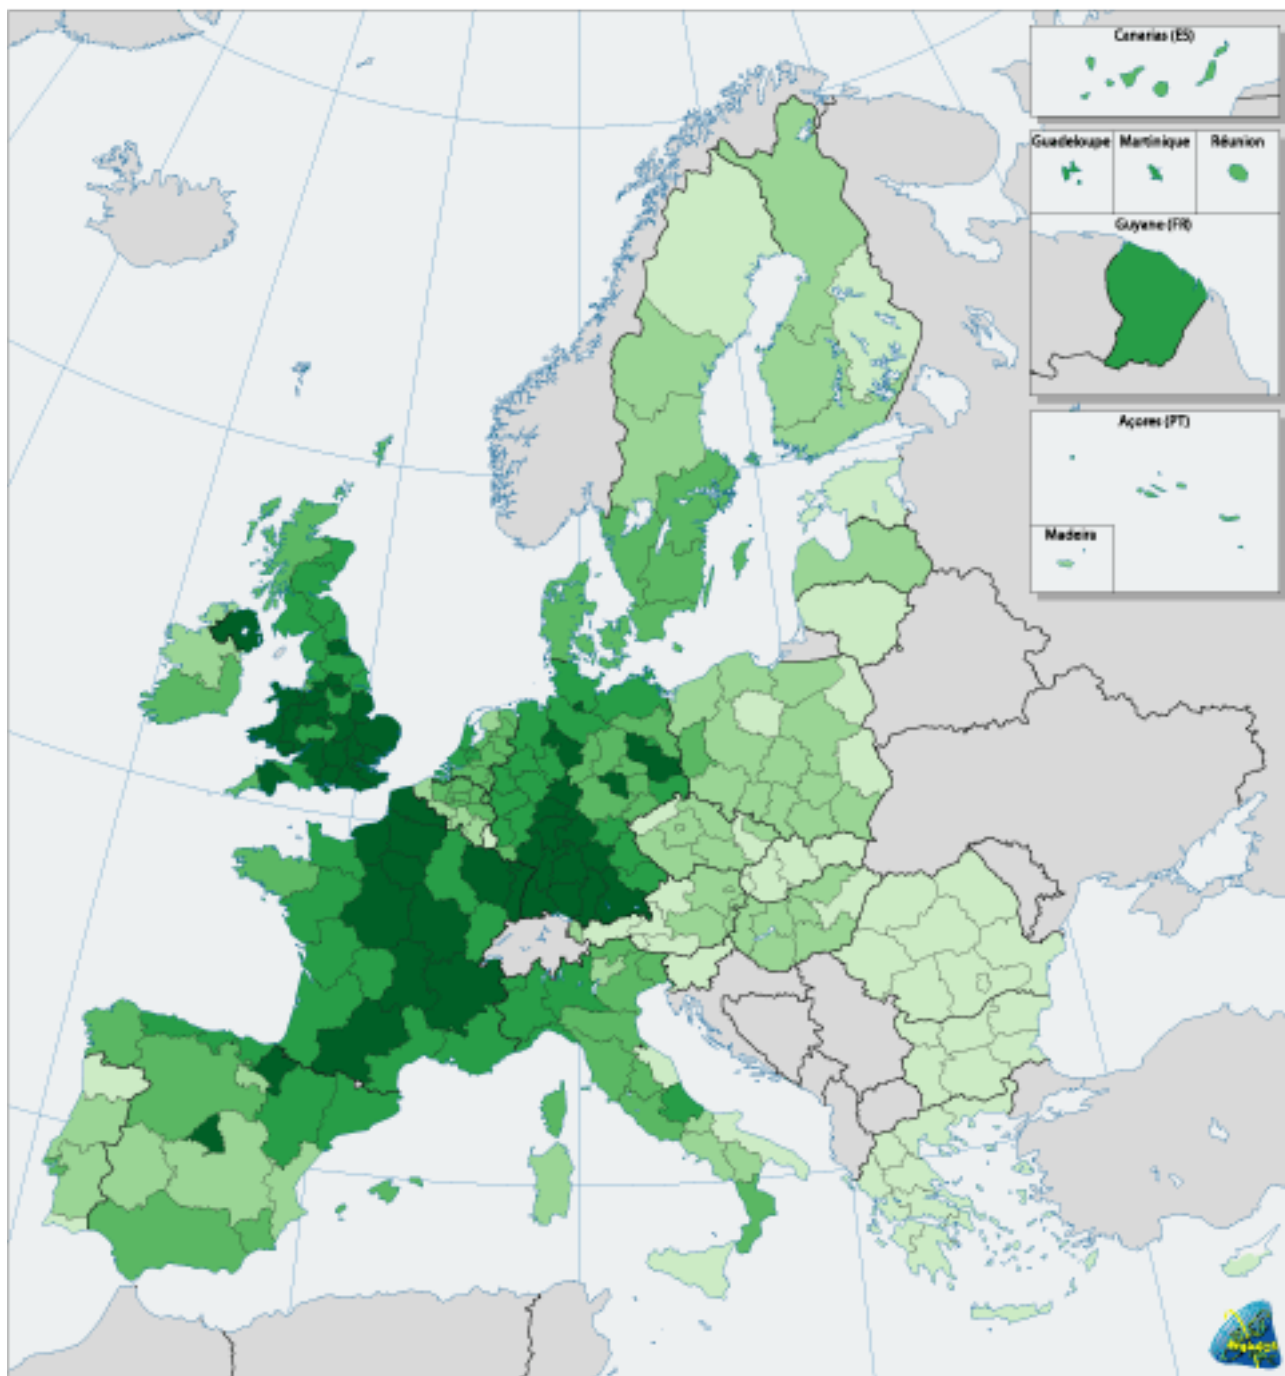 Canarias (ES)
Guadeloupe
Martinique
Réunion
Guyane (FR)
Açores (PT)
Madeira